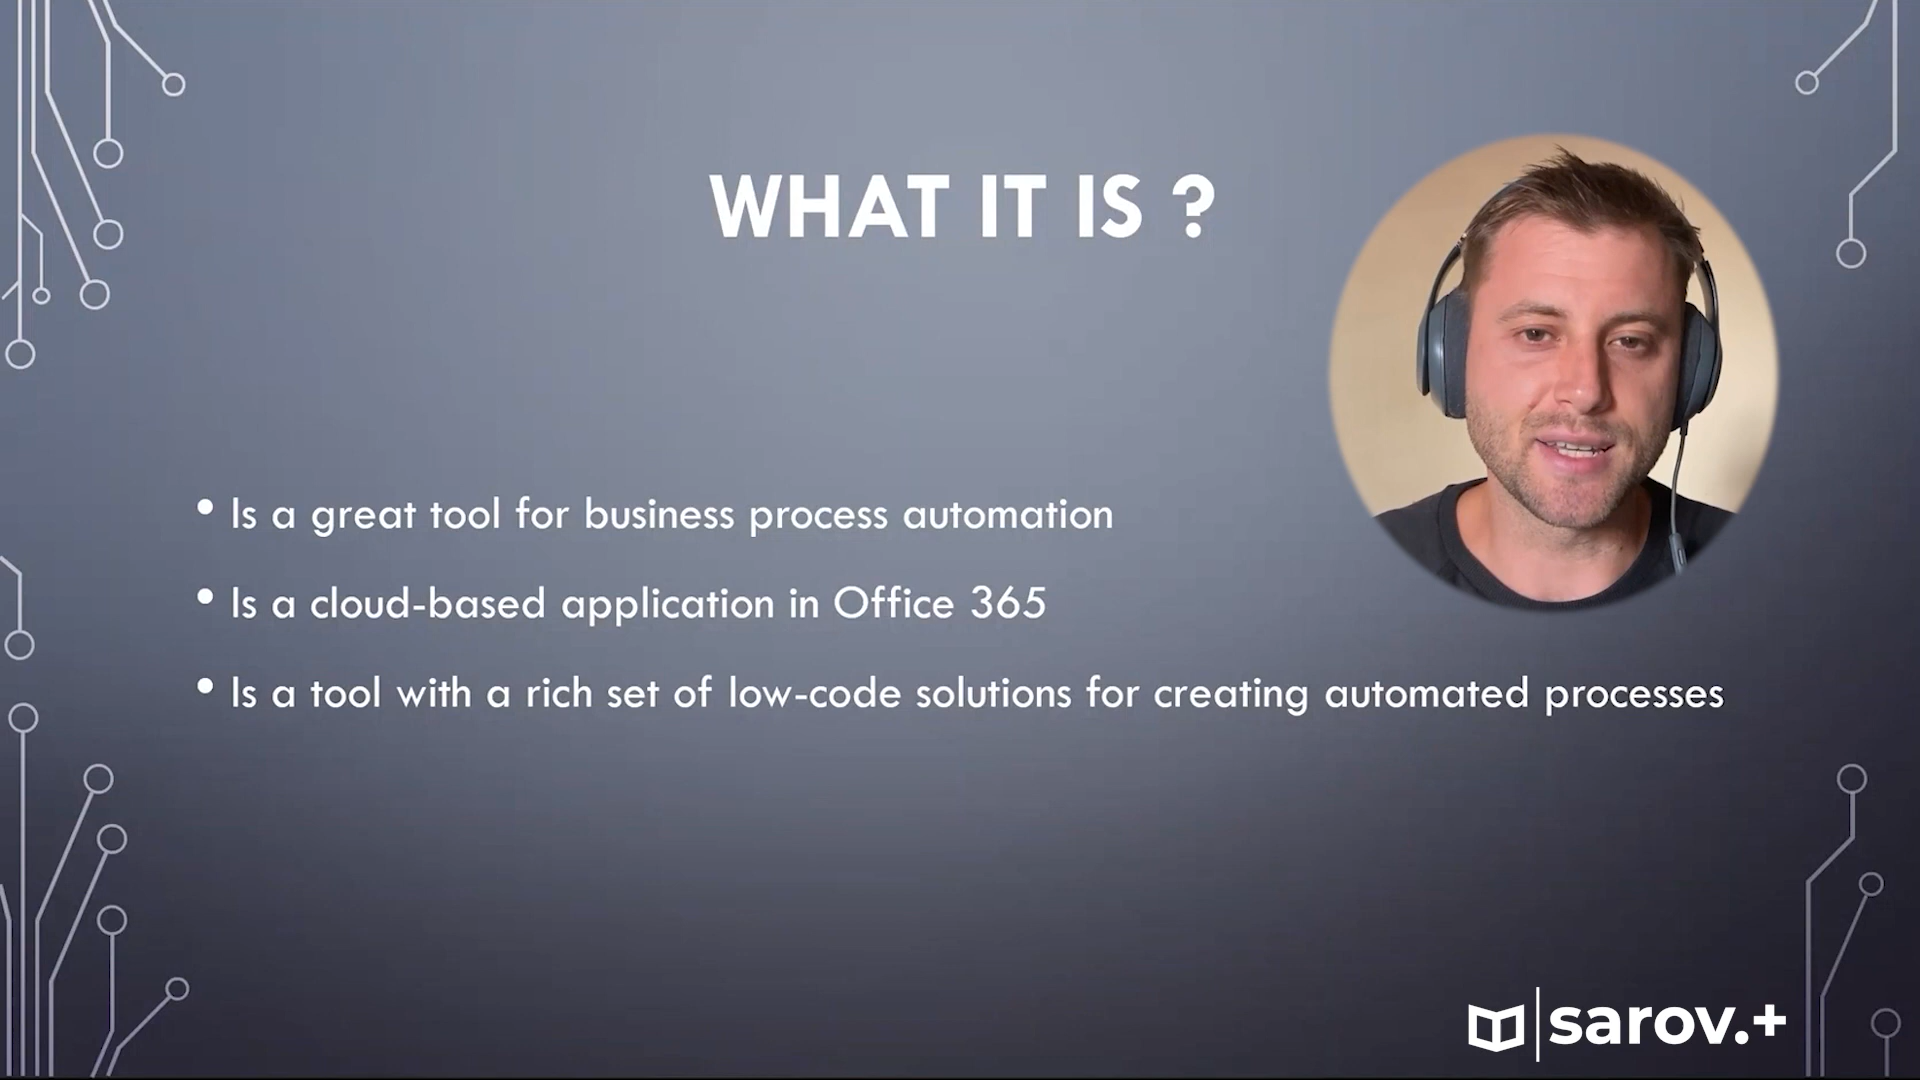 WHAT IT IS ?
• Is a great tool for business process automation
• Is a cloud-based application in Office 365
• Is a tool with a rich set of low-code solutions for creating automated processes
sarov.+